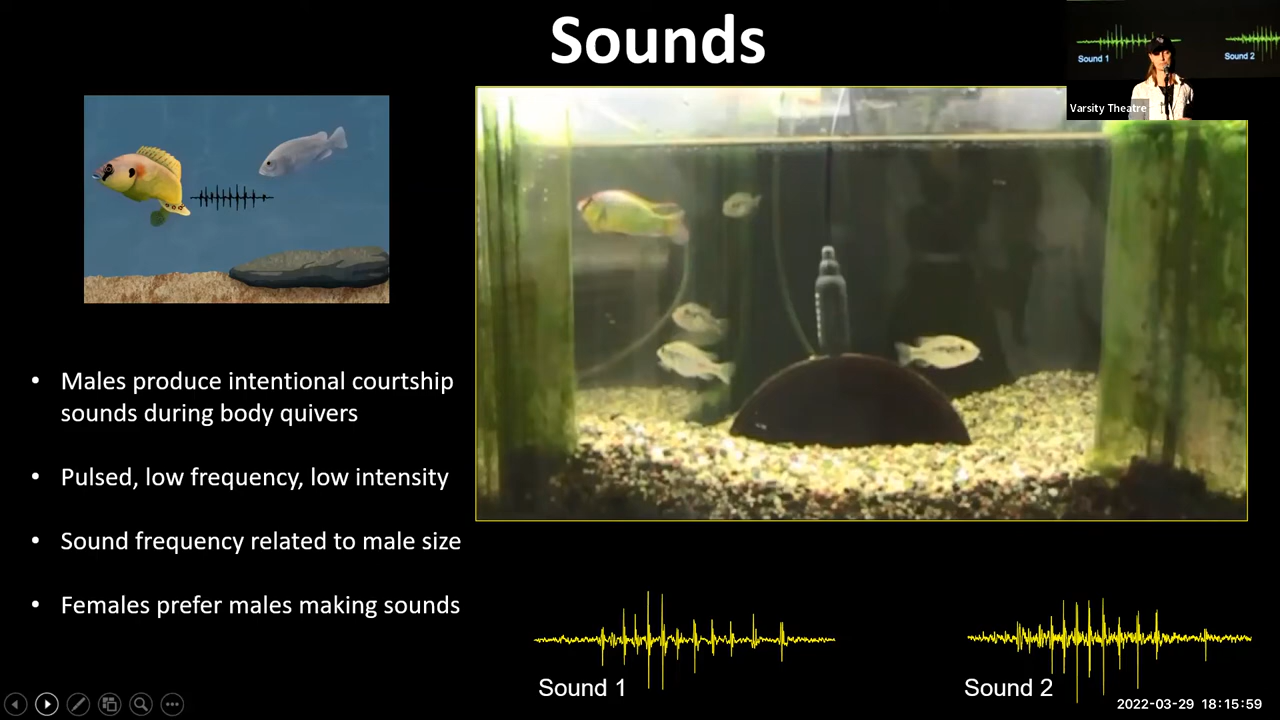 Sounds
Sound 1
Sound 2
Varsity Theatre
• Males produce intentional courtship
sounds during body quivers
• Pulsed, low frequency, low intensity
• Sound frequency related to male size
• Females prefer males making sounds
Sound 1
Sound 2
2022-03-29 18:15:59